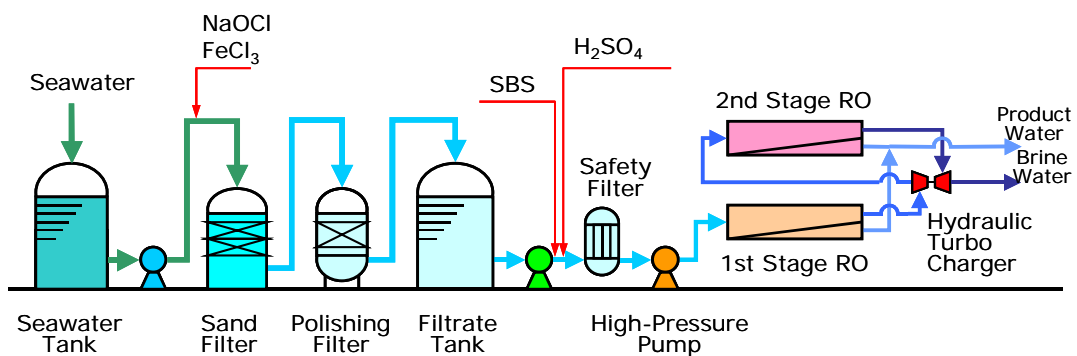 NaOCl
FeCl₃
Seawater
H₂SO₄
SBS
2nd Stage RO
Product
Water
Brine
Water
Safety
Filter
Hydraulic
Turbo
Charger
1st Stage RO
Seawater
Tank
Sand
Filter
Polishing
Filter
Filtrate
Tank
High-Pressure
Pump